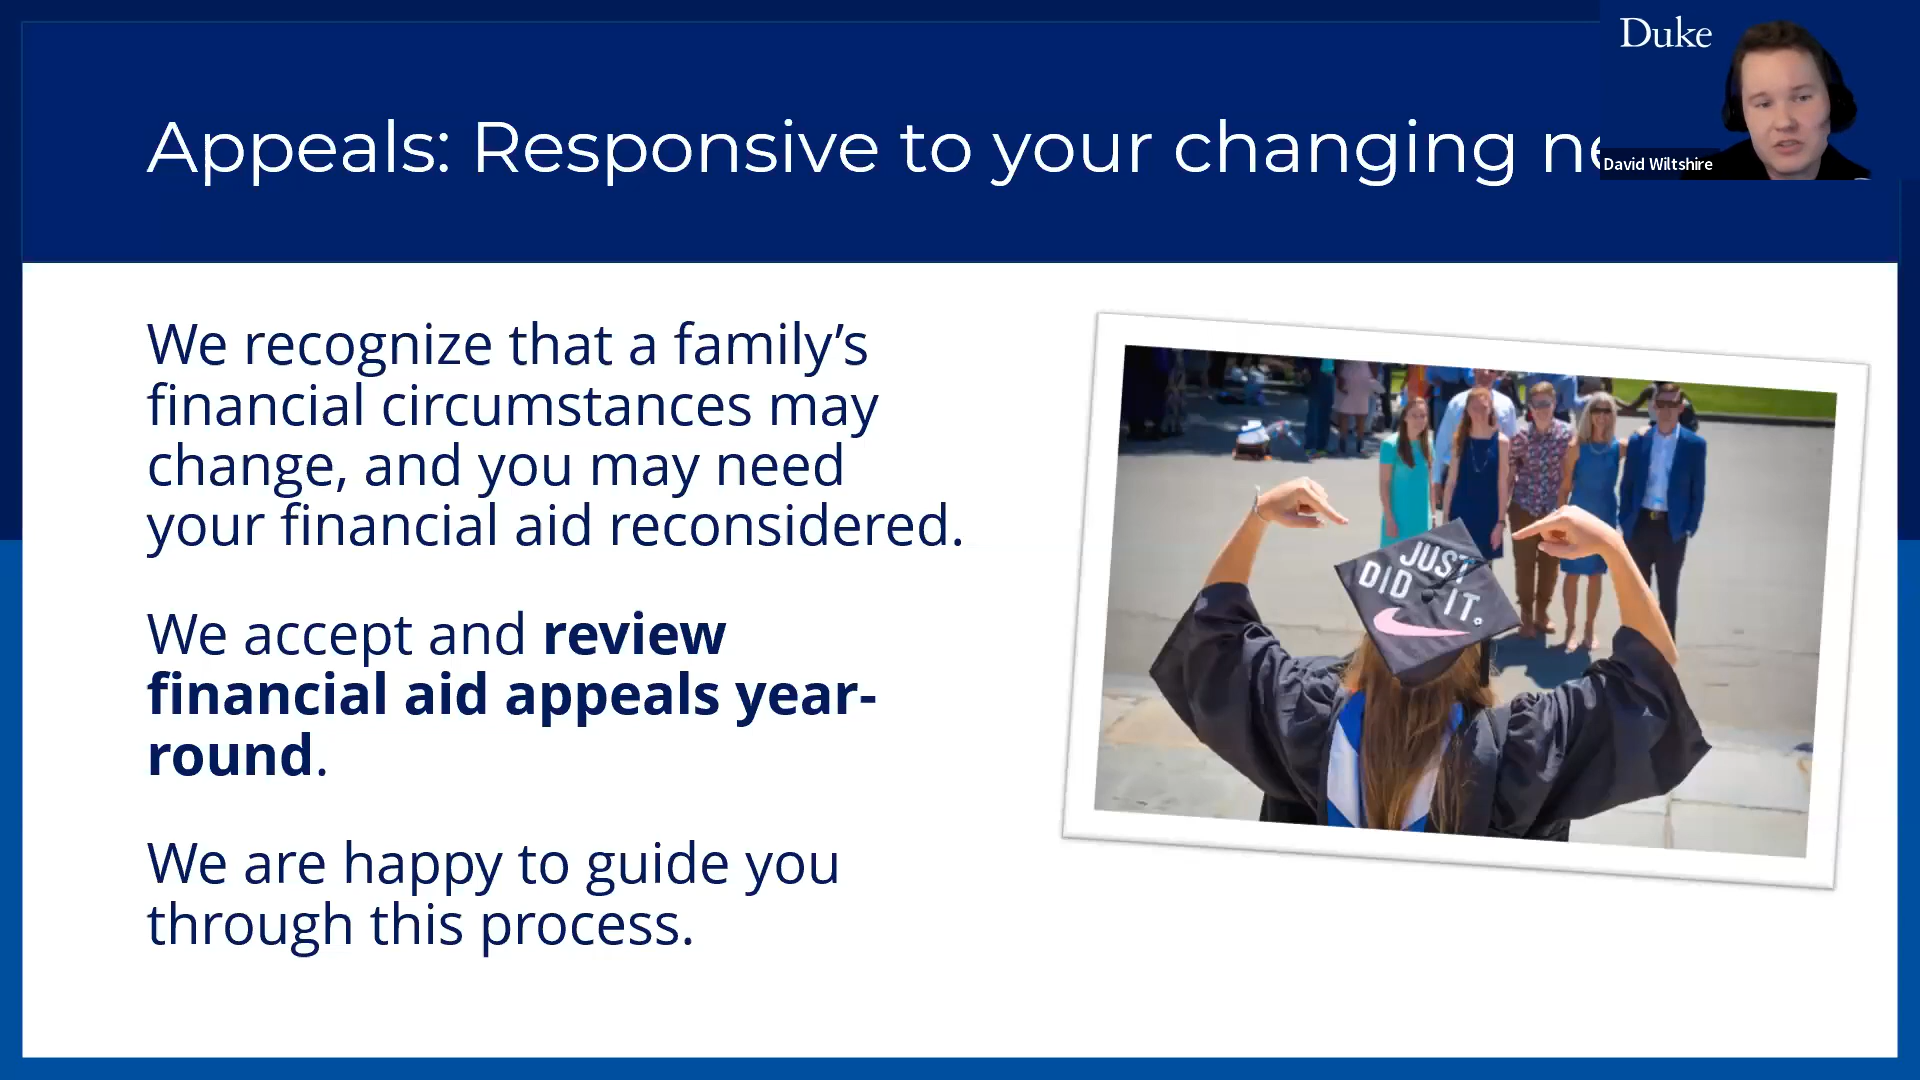 Duke
Appeals: Responsive to your changing
David Wiltshire
We recognize that a family's
financial circumstances may
change, and you may need
your financial aid reconsidered.
We accept and review
financial aid appeals year-
round.
We are happy to guide you
through this process.
JUST
DID IT.